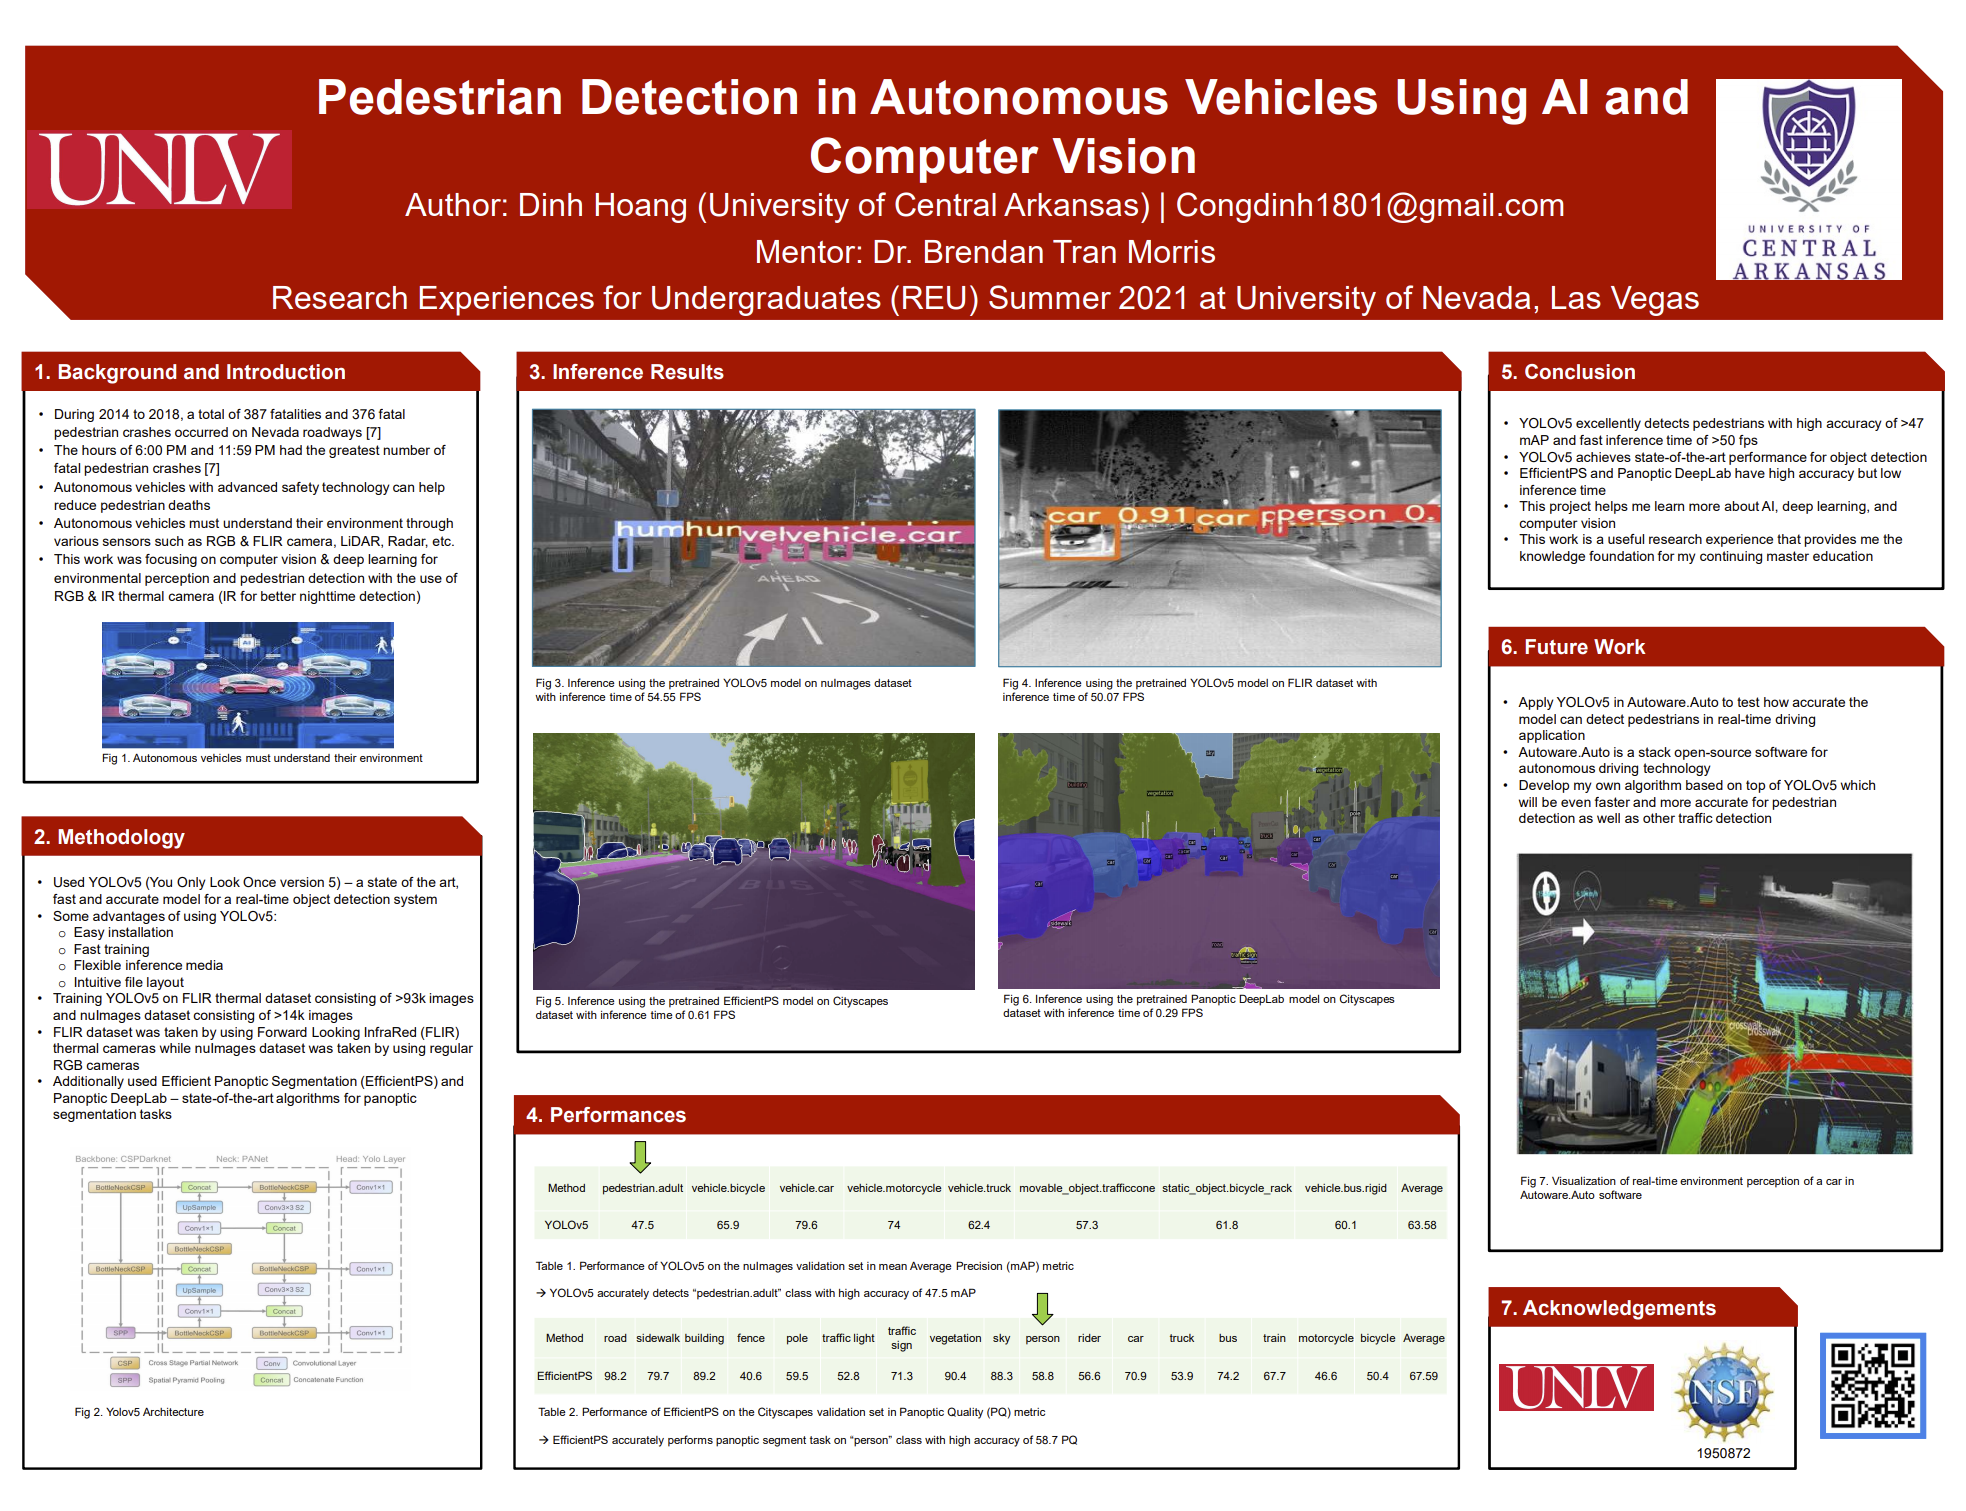 Pedestrian Detection in Autonomous Vehicles Using AI and
Computer Vision
Author: Dinh Hoang (University of Central Arkansas) | Congdinh1801@gmail.com
Mentor: Dr. Brendan Tran Morris
Research Experiences for Undergraduates (REU) Summer 2021 at University of Nevada, Las Vegas
UNLV
UNIVERSITY OF
CENTRAL
ARKANSAS
1. Background and Introduction
• During 2014 to 2018, a total of 387 fatalities and 376 fatal
pedestrian crashes occurred on Nevada roadways [7]
• The hours of 6:00 PM and 11:59 PM had the greatest number of
fatal pedestrian crashes [7]
• Autonomous vehicles with advanced safety technology can help
reduce pedestrian deaths
• Autonomous vehicles must understand their environment through
various sensors such as RGB & FLIR camera, LiDAR, Radar, etc.
• This work was focusing on computer vision & deep learning for
environmental perception and pedestrian detection with the use of
RGB & IR thermal camera (IR for better nighttime detection)
AI
Fig 1. Autonomous vehicles must understand their environment
2. Methodology
• Used YOLOv5 (You Only Look Once version 5) – a state of the art,
fast and accurate model for a real-time object detection system
• Some advantages of using YOLOv5:
o Easy installation
o Fast training
o Flexible inference media
o Intuitive file layout
• Training YOLOv5 on FLIR thermal dataset consisting of >93k images
and nuImages dataset consisting of >14k images
• FLIR dataset was taken by using Forward Looking InfraRed (FLIR)
thermal cameras while nuImages dataset was taken by using regular
RGB cameras
• Additionally used Efficient Panoptic Segmentation (EfficientPS) and
Panoptic DeepLab – state-of-the-art algorithms for panoptic
segmentation tasks
Backbone: CSPDarknet Neck: PANet Head: Yolo Layer
BottleNeckCSP Concat BottleNeckCSP Conv1×1
UpSample Conv3×3 S2
Conv1×1 Concat
BottleNeckCSP
BottleNeckCSP Concat BottleNeckCSP Conv1×1
UpSample Conv3×3 S2
Conv1×1 Concat
SPP BottleNeckCSP BottleNeckCSP Conv1×1
CSP Cross Stage Partial Network Conv Convolutional Layer
SPP Spatial Pyramid Pooling Concat Concatenate Function
Fig 2. Yolov5 Architecture
3. Inference Results
humhun velvehicle.car
AHEAD
car 0.91 car person 0.
Fig 3. Inference using the pretrained YOLOv5 model on nuImages dataset
with inference time of 54.55 FPS
Fig 4. Inference using the pretrained YOLOv5 model on FLIR dataset with
inference time of 50.07 FPS
BUS
sky
vegetation
building
vegetation
pole
truck
car
car
car
car
car
car
sidewalk
road
traffic sign
Fig 5. Inference using the pretrained EfficientPS model on Cityscapes
dataset with inference time of 0.61 FPS
Fig 6. Inference using the pretrained Panoptic DeepLab model on Cityscapes
dataset with inference time of 0.29 FPS
4. Performances
Method pedestrian.adult vehicle.bicycle vehicle.car vehicle.motorcycle vehicle.truck movable_object.trafficcone static_object.bicycle_rack vehicle.bus.rigid Average
YOLOv5 47.5 65.9 79.6 74 62.4 57.3 61.8 60.1 63.58
Table 1. Performance of YOLOv5 on the nuImages validation set in mean Average Precision (mAP) metric
→ YOLOv5 accurately detects “pedestrian.adult” class with high accuracy of 47.5 mAP
Method road sidewalk building fence pole traffic light traffic sign vegetation sky person rider car truck bus train motorcycle bicycle Average
EfficientPS 98.2 79.7 89.2 40.6 59.5 52.8 71.3 90.4 88.3 58.8 56.6 70.9 53.9 74.2 67.7 46.6 50.4 67.59
Table 2. Performance of EfficientPS on the Cityscapes validation set in Panoptic Quality (PQ) metric
→ EfficientPS accurately performs panoptic segment task on “person” class with high accuracy of 58.7 PQ
5. Conclusion
• YOLOv5 excellently detects pedestrians with high accuracy of >47
mAP and fast inference time of >50 fps
• YOLOv5 achieves state-of-the-art performance for object detection
• EfficientPS and Panoptic DeepLab have high accuracy but low
inference time
• This project helps me learn more about AI, deep learning, and
computer vision
• This work is a useful research experience that provides me the
knowledge foundation for my continuing master education
6. Future Work
• Apply YOLOv5 in Autoware.Auto to test how accurate the
model can detect pedestrians in real-time driving
application
• Autoware.Auto is a stack open-source software for
autonomous driving technology
• Develop my own algorithm based on top of YOLOv5 which
will be even faster and more accurate for pedestrian
detection as well as other traffic detection
crosswalk
crosswalk
Fig 7. Visualization of real-time environment perception of a car in
Autoware.Auto software
7. Acknowledgements
UNLV
NSF
1950872